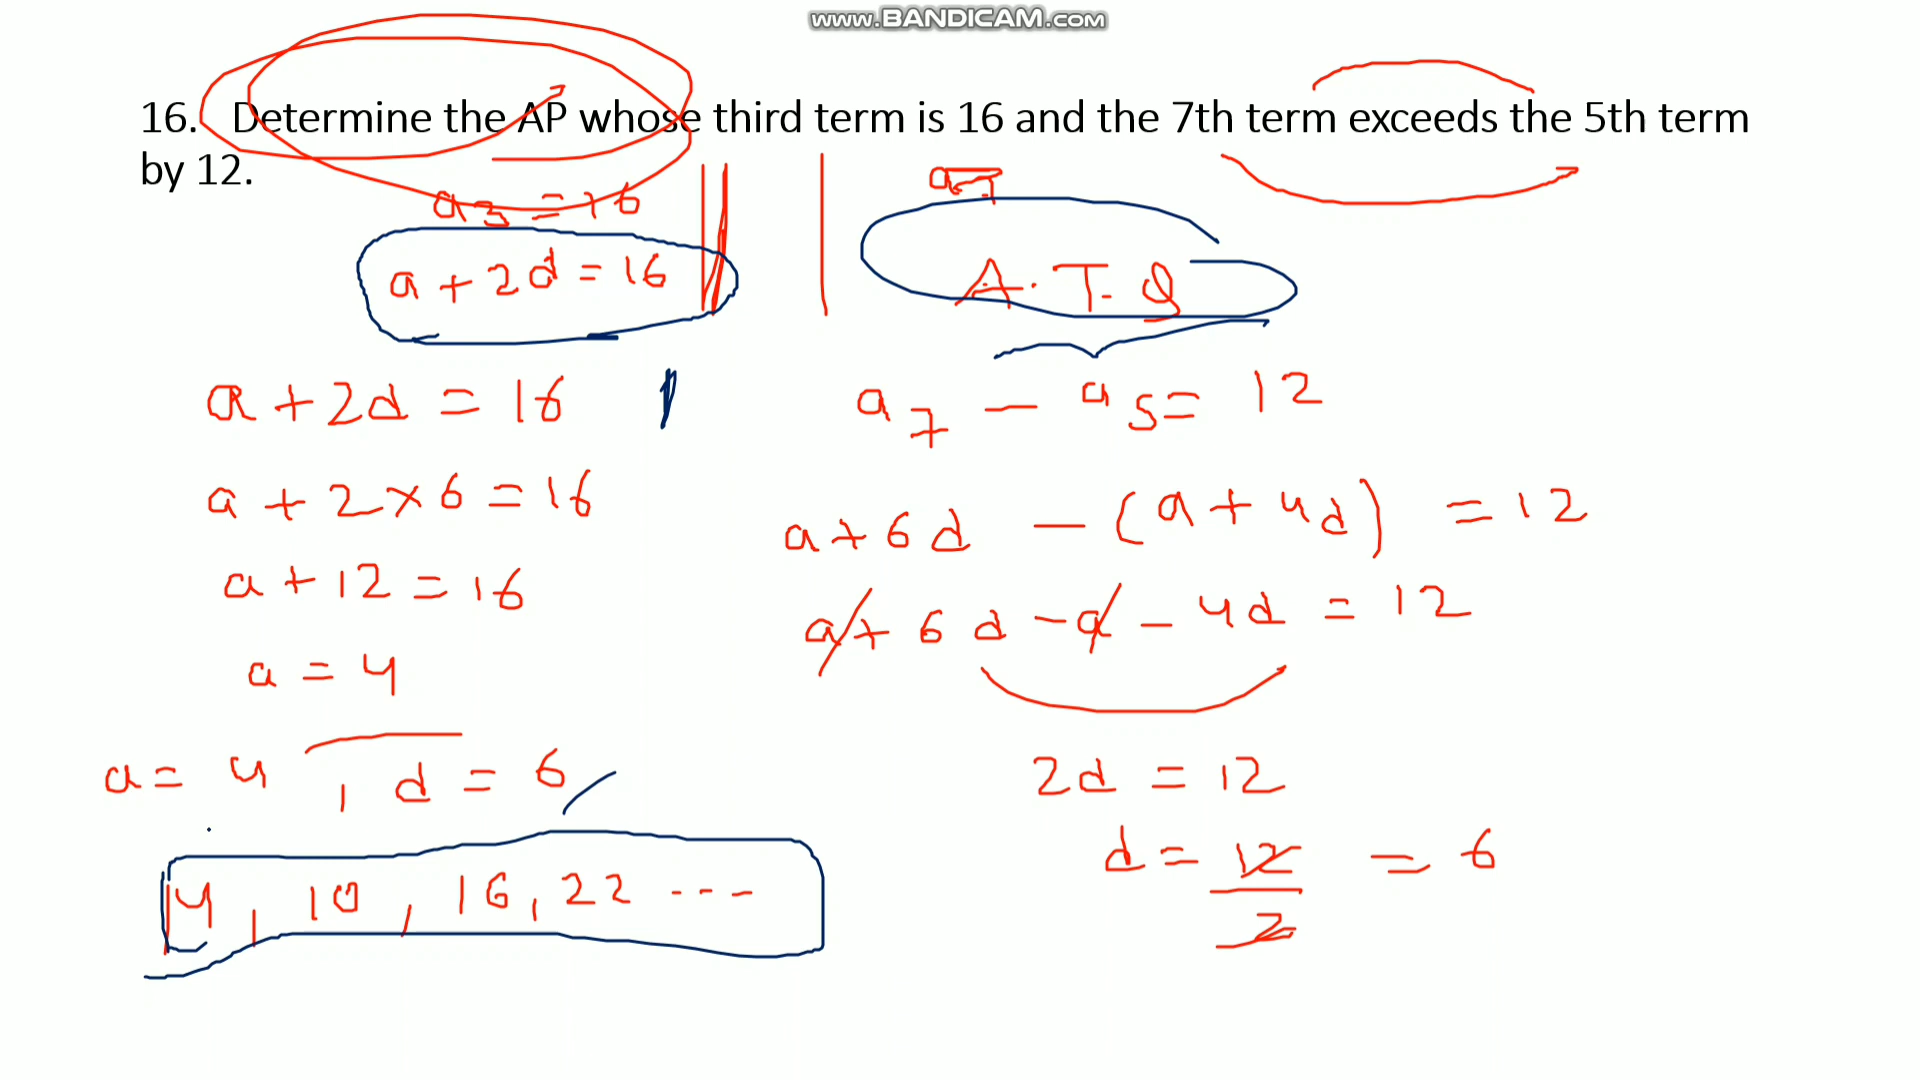 www.BANDICAM.com
16. Determine the AP whose third term is 16 and the 7th term exceeds the 5th term
by 12.
a3 = 16
a + 2d = 16
a + 2d = 16
a + 2 × 6 = 16
a + 12 = 16
a = 4
a = 4 , d = 6
4 , 10 , 16 , 22 ---
a7
A. T. Q
a7 - a5 = 12
a + 6d - (a + 4d) = 12
a + 6d - a - 4d = 12
2d = 12
d = 12/2 = 6